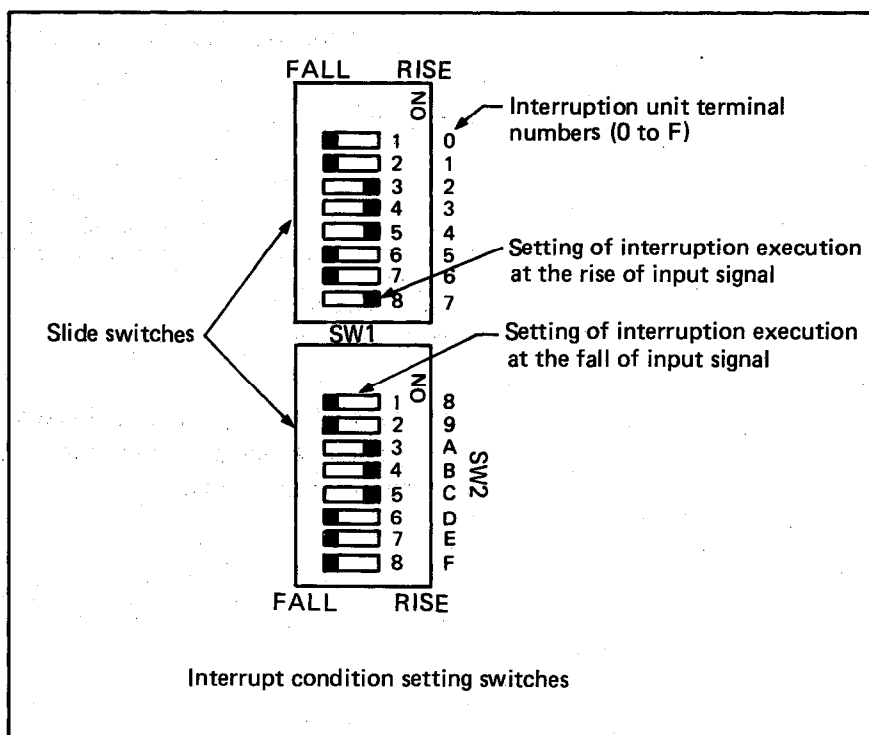 FALL RISE
ON
1 0
2 1
3 2
4 3
5 4
6 5
7 6
8 7
Interruption unit terminal
numbers (0 to F)
Setting of interruption execution
at the rise of input signal
Slide switches
SW1
Setting of interruption execution
at the fall of input signal
ON
1 8
2 9
3 A
4 B
5 C
6 D
7 E
8 F
SW2
FALL RISE
Interrupt condition setting switches